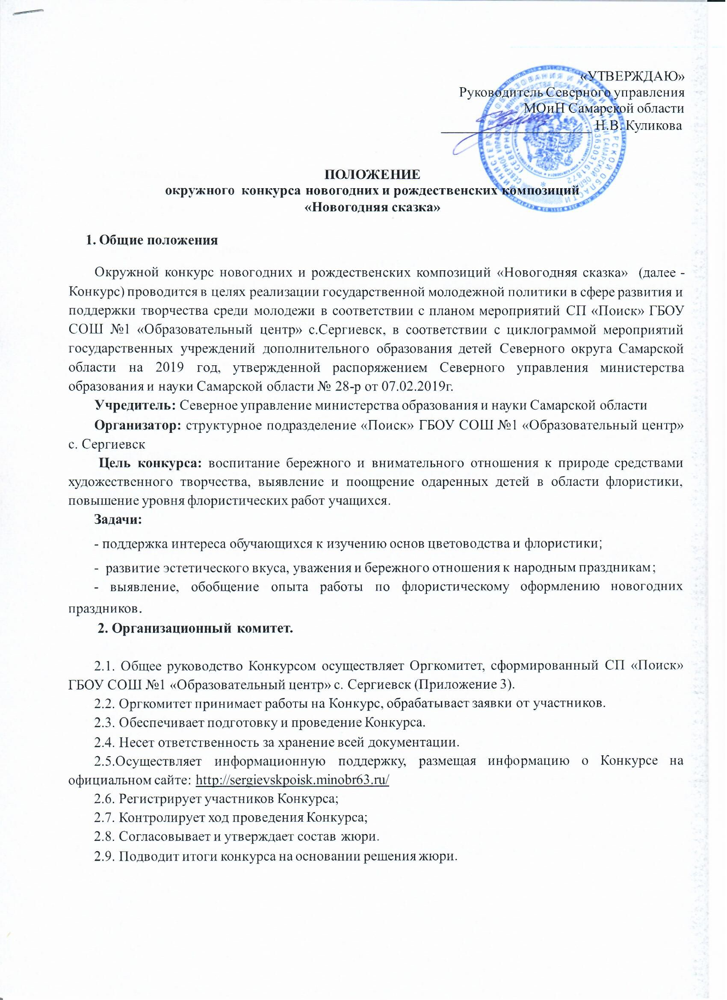 «УТВЕРЖДАЮ»
Руководитель Северного управления
МОиН Самарской области
Н.В. Куликова
ПОЛОЖЕНИЕ
окружного конкурса новогодних и рождественских композиций
«Новогодняя сказка»
1. Общие положения
Окружной конкурс новогодних и рождественских композиций «Новогодняя сказка» (далее -
Конкурс) проводится в целях реализации государственной молодежной политики в сфере развития и
поддержки творчества среди молодежи в соответствии с планом мероприятий СП «Поиск» ГБОУ
СОШ №1 «Образовательный центр» с.Сергиевск, в соответствии с циклограммой мероприятий
государственных учреждений дополнительного образования детей Северного округа Самарской
области на 2019 год, утвержденной распоряжением Северного управления министерства
образования и науки Самарской области № 28-р от 07.02.2019г.
Учредитель: Северное управление министерства образования и науки Самарской области
Организатор: структурное подразделение «Поиск» ГБОУ СОШ №1 «Образовательный центр»
с. Сергиевск
Цель конкурса: воспитание бережного и внимательного отношения к природе средствами
художественного творчества, выявление и поощрение одаренных детей в области флористики,
повышение уровня флористических работ учащихся.
Задачи:
- поддержка интереса обучающихся к изучению основ цветоводства и флористики;
- развитие эстетического вкуса, уважения и бережного отношения к народным праздникам;
- выявление, обобщение опыта работы по флористическому оформлению новогодних
праздников.
2. Организационный комитет.
2.1. Общее руководство Конкурсом осуществляет Оргкомитет, сформированный СП «Поиск»
ГБОУ СОШ №1 «Образовательный центр» с. Сергиевск (Приложение 3).
2.2. Оргкомитет принимает работы на Конкурс, обрабатывает заявки от участников.
2.3. Обеспечивает подготовку и проведение Конкурса.
2.4. Несет ответственность за хранение всей документации.
2.5.Осуществляет информационную поддержку, размещая информацию о Конкурсе на
официальном сайте: http://sergievskpoisk.minobr63.ru/
2.6. Регистрирует участников Конкурса;
2.7. Контролирует ход проведения Конкурса;
2.8. Согласовывает и утверждает состав жюри.
2.9. Подводит итоги конкурса на основании решения жюри.